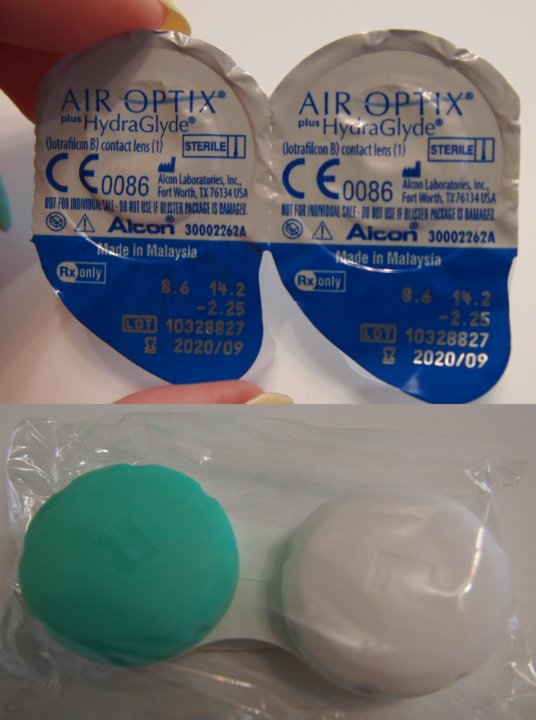 AIR OPTIX®
plus HydraGlyde®
(lotrafilcon B) contact lens (1)
STERILE
CE 0086
Alcon Laboratories, Inc.,
Fort Worth, TX 76134 USA
NOT FOR INDIVIDUAL SALE - DO NOT USE IF BLISTER PACKAGE IS DAMAGED.
Alcon® 30002262A
Made in Malaysia
Rx only
8.6 14.2
-2.25
LOT 10328827
2020/09
AIR OPTIX®
plus HydraGlyde®
(lotrafilcon B) contact lens (1)
STERILE
CE 0086
Alcon Laboratories, Inc.,
Fort Worth, TX 76134 USA
NOT FOR INDIVIDUAL SALE - DO NOT USE IF BLISTER PACKAGE IS DAMAGED.
Alcon® 30002262A
Made in Malaysia
Rx only
8.6 14.2
-2.25
LOT 10328827
2020/09
R
L